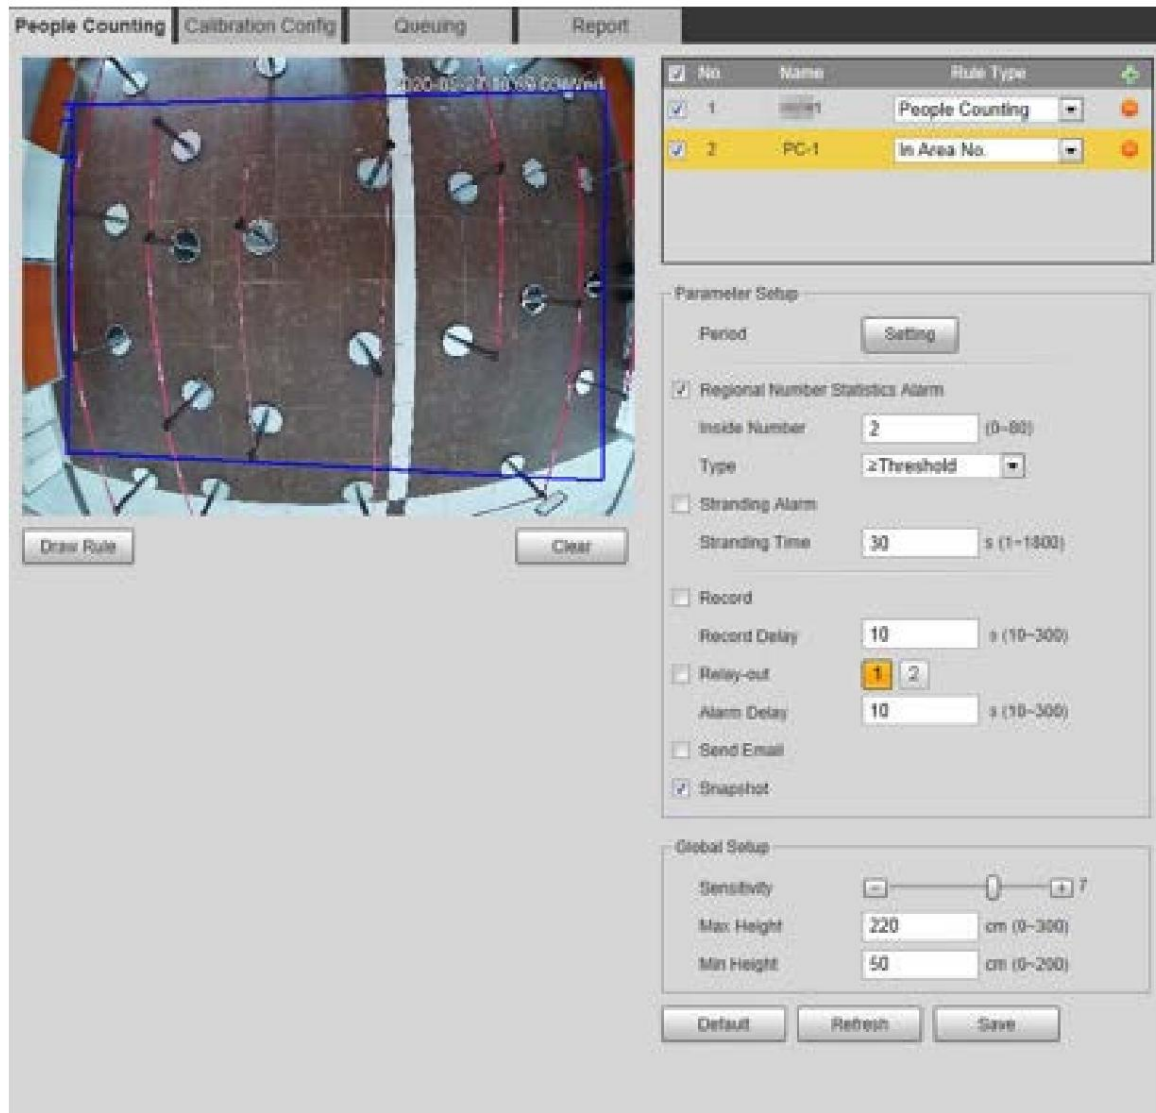 People Counting Calibration Config Queuing Report
No. Name Rule Type
1 People Counting
2 PC-1 In Area No.
Parameter Setup
Period Setting
Regional Number Statistics Alarm
Inside Number 2 (0~80)
Type ≥Threshold
Stranding Alarm
Stranding Time 30 s (1~1800)
Record
Record Delay 10 s (10~300)
Relay-out 1 2
Alarm Delay 10 s (10~300)
Send Email
Snapshot
Draw Rule Clear
Global Setup
Sensitivity 7
Max Height 220 cm (0~300)
Min Height 50 cm (0~200)
Default Refresh Save